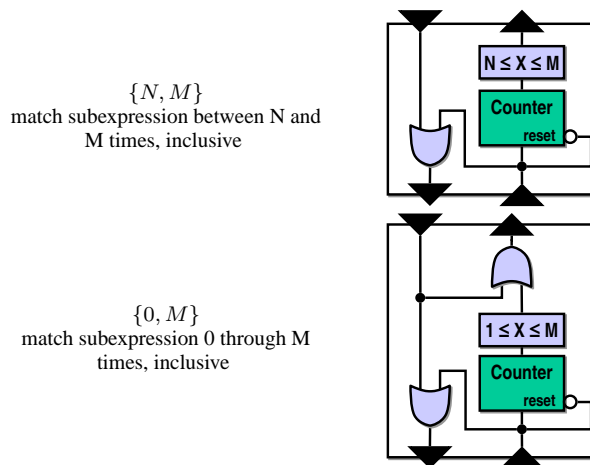 {N, M}
match subexpression between N and
M times, inclusive
N ≤ X ≤ M
Counter
reset
{0, M}
match subexpression 0 through M
times, inclusive
1 ≤ X ≤ M
Counter
reset